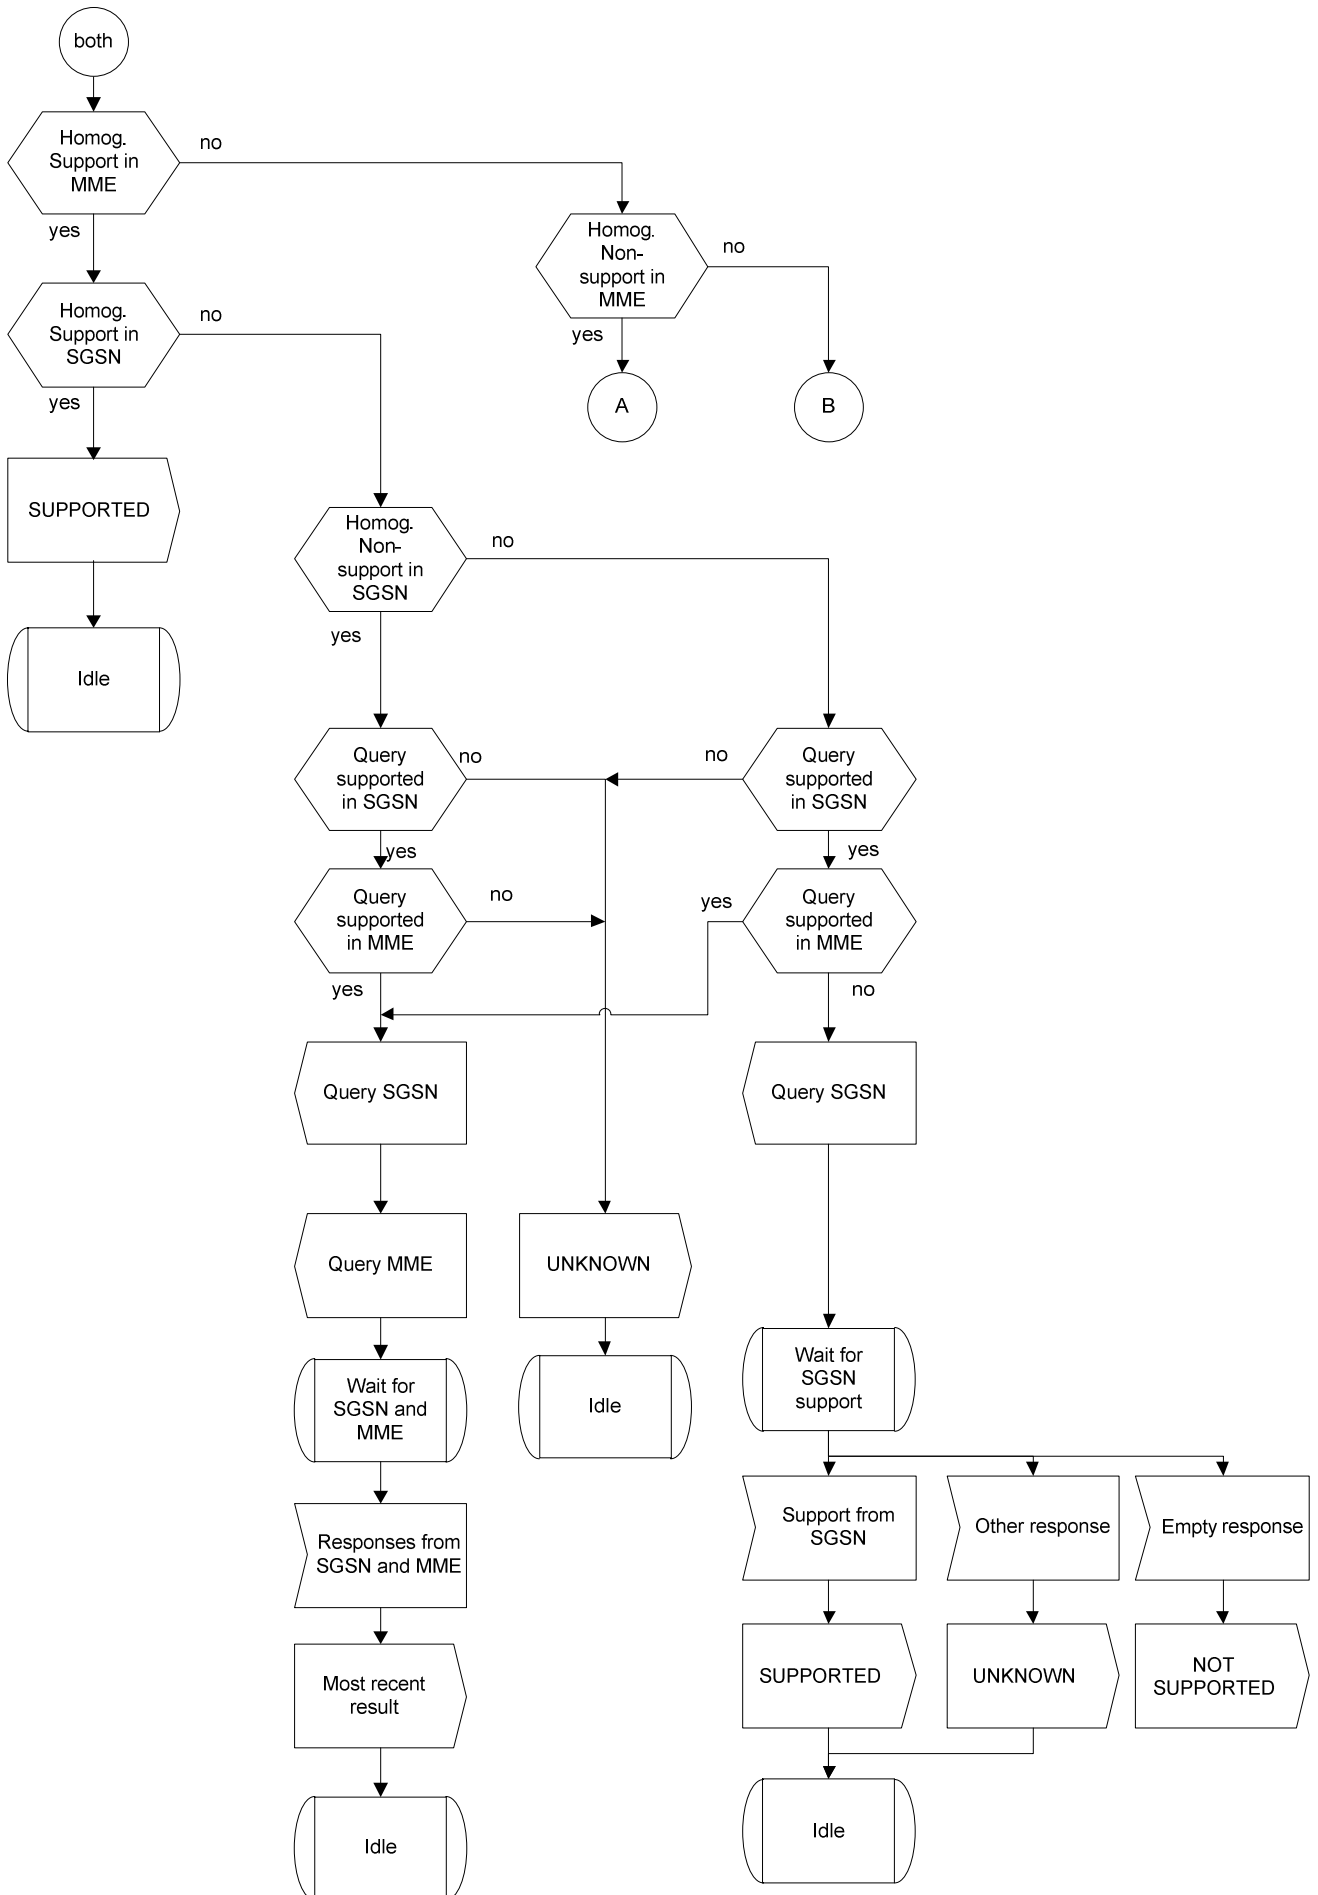 both
Homog.
Support in
MME
no
yes
Homog.
Non-
support in
MME
no
yes
Homog.
Support in
SGSN
no
yes
A
B
SUPPORTED
Homog.
Non-
support in
SGSN
no
yes
Idle
Query
supported
in SGSN
no
no
Query
supported
in SGSN
yes
yes
Query
supported
in MME
no
yes
Query
supported
in MME
yes
no
Query SGSN
Query SGSN
Query MME
UNKNOWN
Wait for
SGSN and
MME
Idle
Wait for
SGSN
support
Responses from
SGSN and MME
Support from
SGSN
Other response
Empty response
Most recent
result
SUPPORTED
UNKNOWN
NOT
SUPPORTED
Idle
Idle